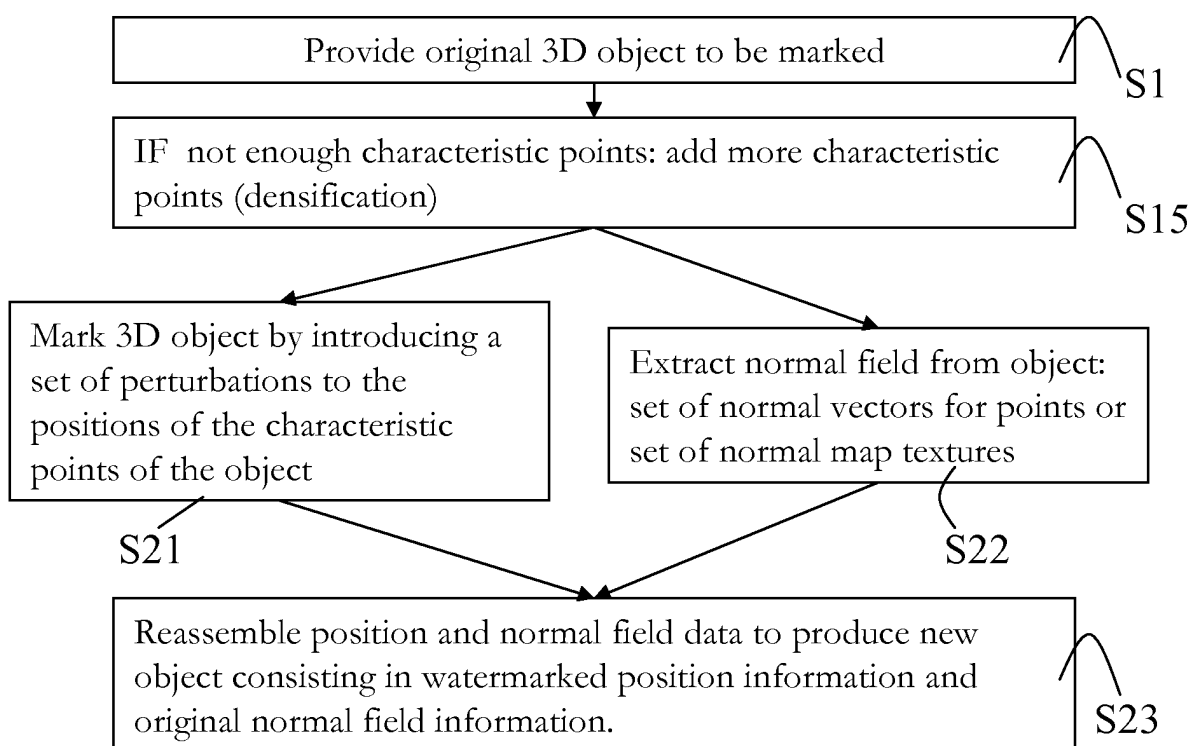 Provide original 3D object to be marked
S1
IF not enough characteristic points: add more characteristic
points (densification)
S15
Mark 3D object by introducing a
set of perturbations to the
positions of the characteristic
points of the object
S21
Extract normal field from object:
set of normal vectors for points or
set of normal map textures
S22
Reassemble position and normal field data to produce new
object consisting in watermarked position information and
original normal field information.
S23